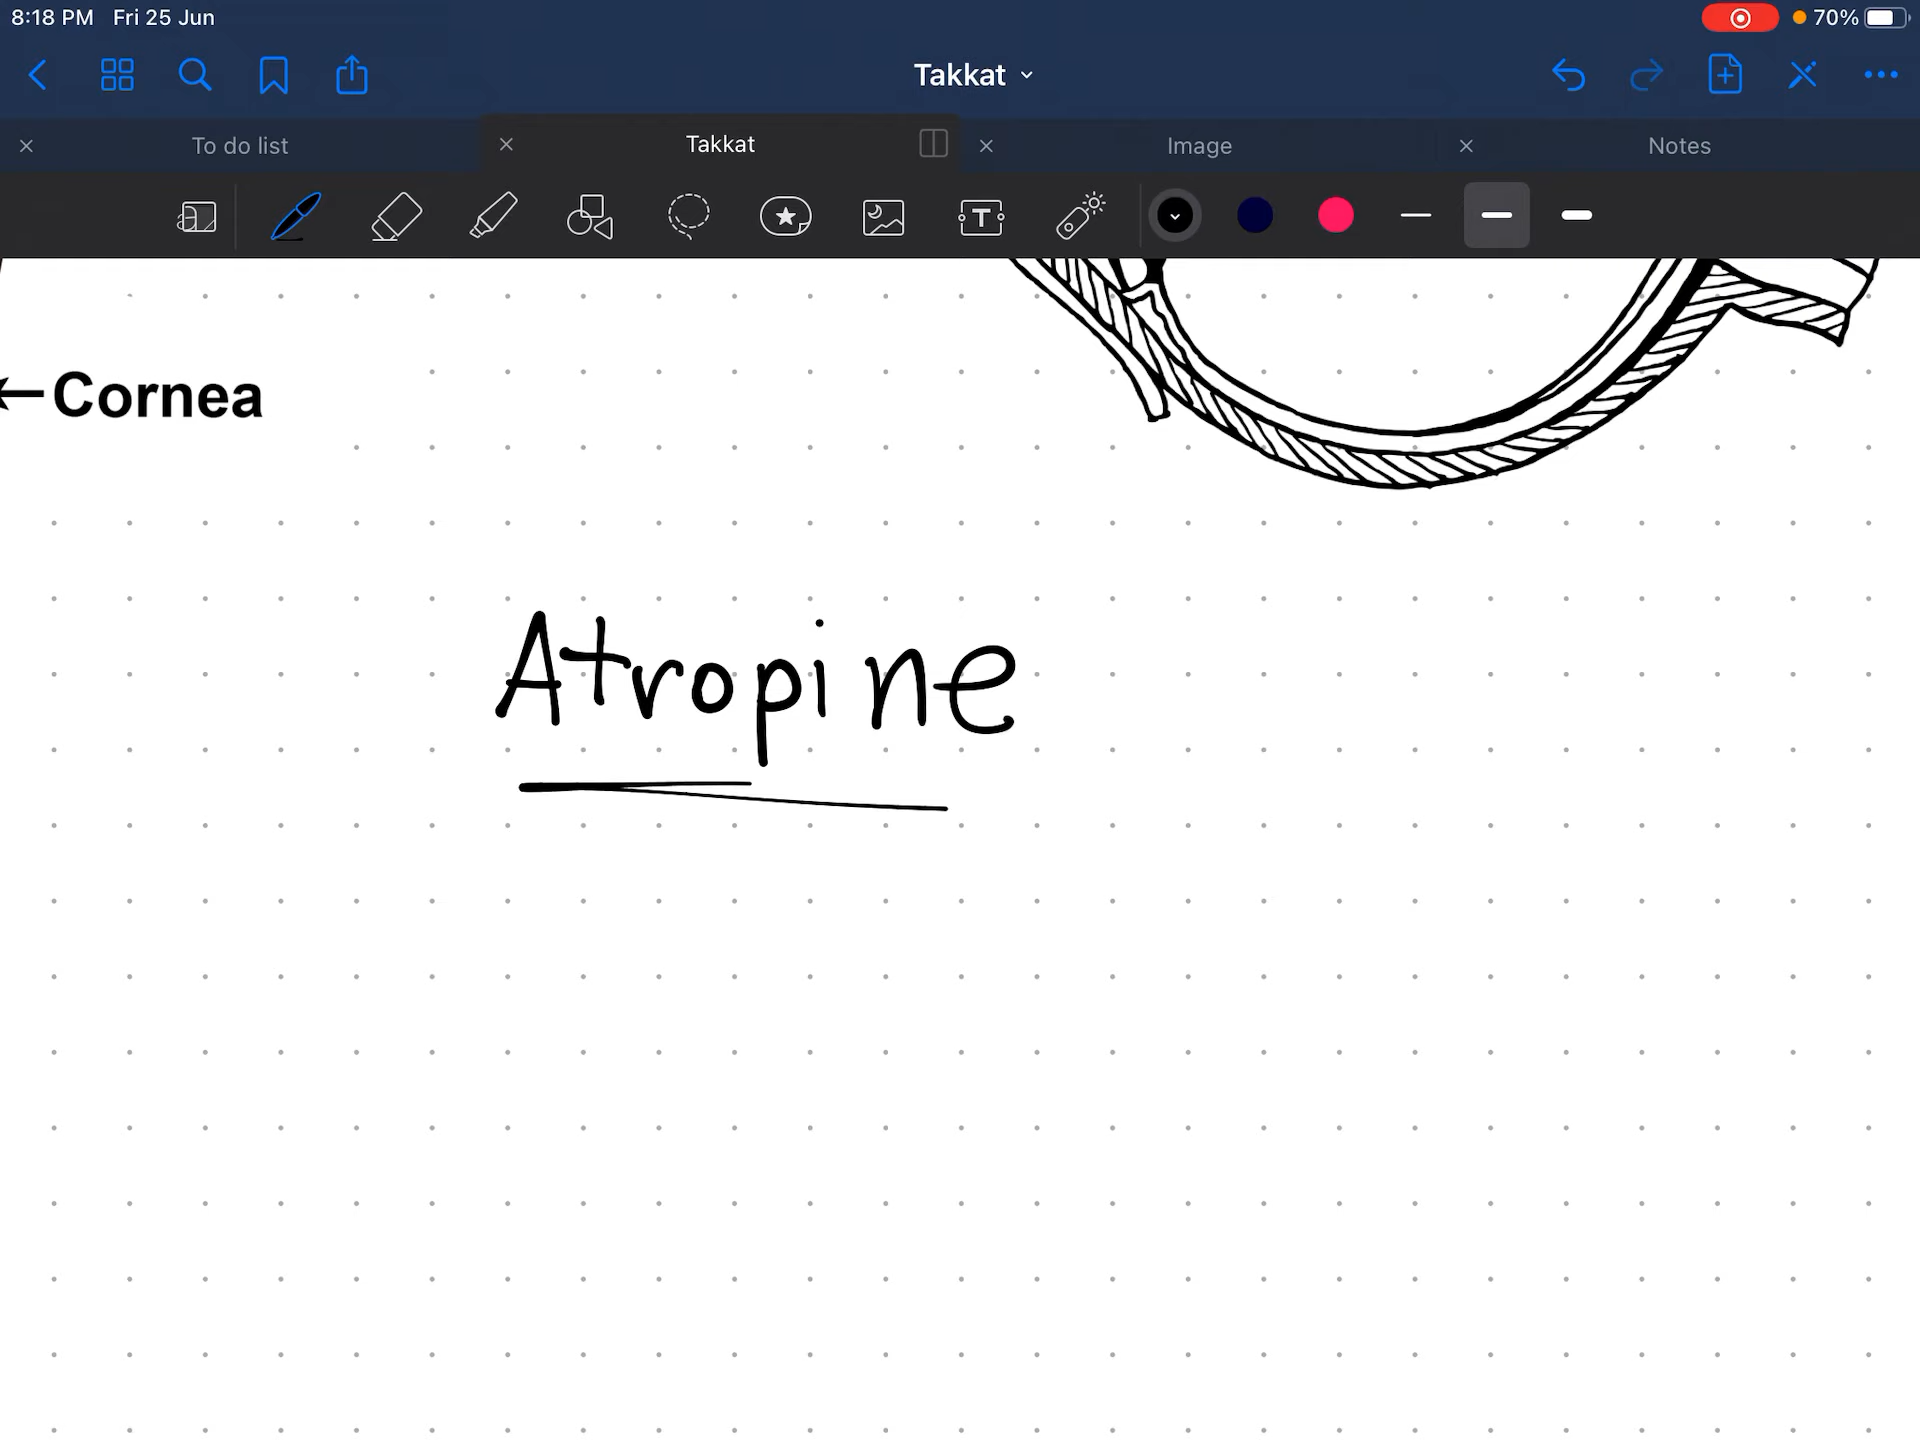 8:18 PM Fri 25 Jun 70%
Takkat
To do list Takkat Image Notes
←Cornea
Atropine